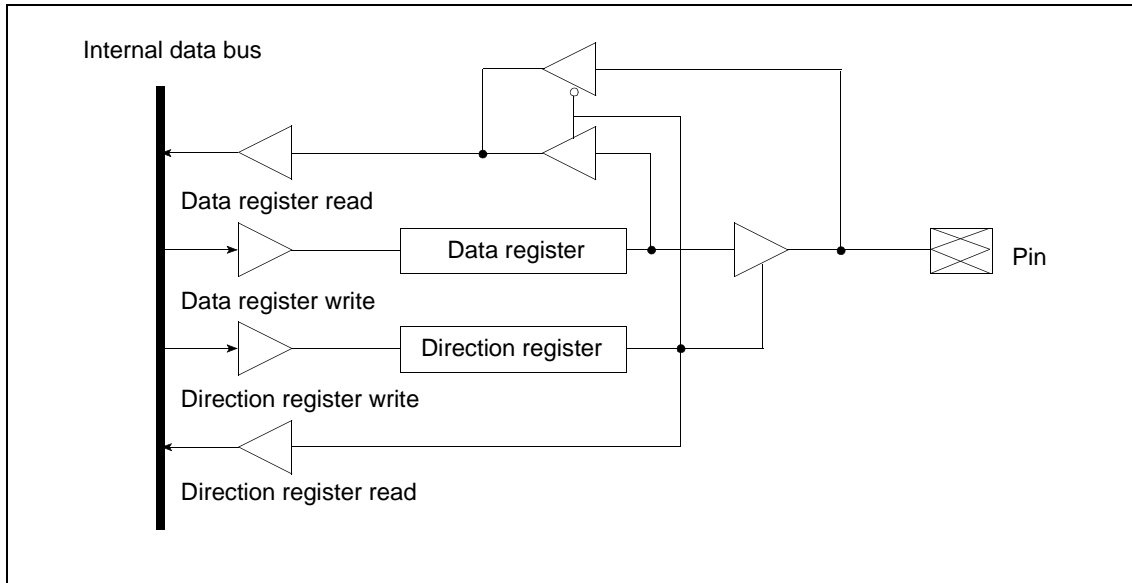 Internal data bus
Data register read
Data register
Pin
Data register write
Direction register
Direction register write
Direction register read